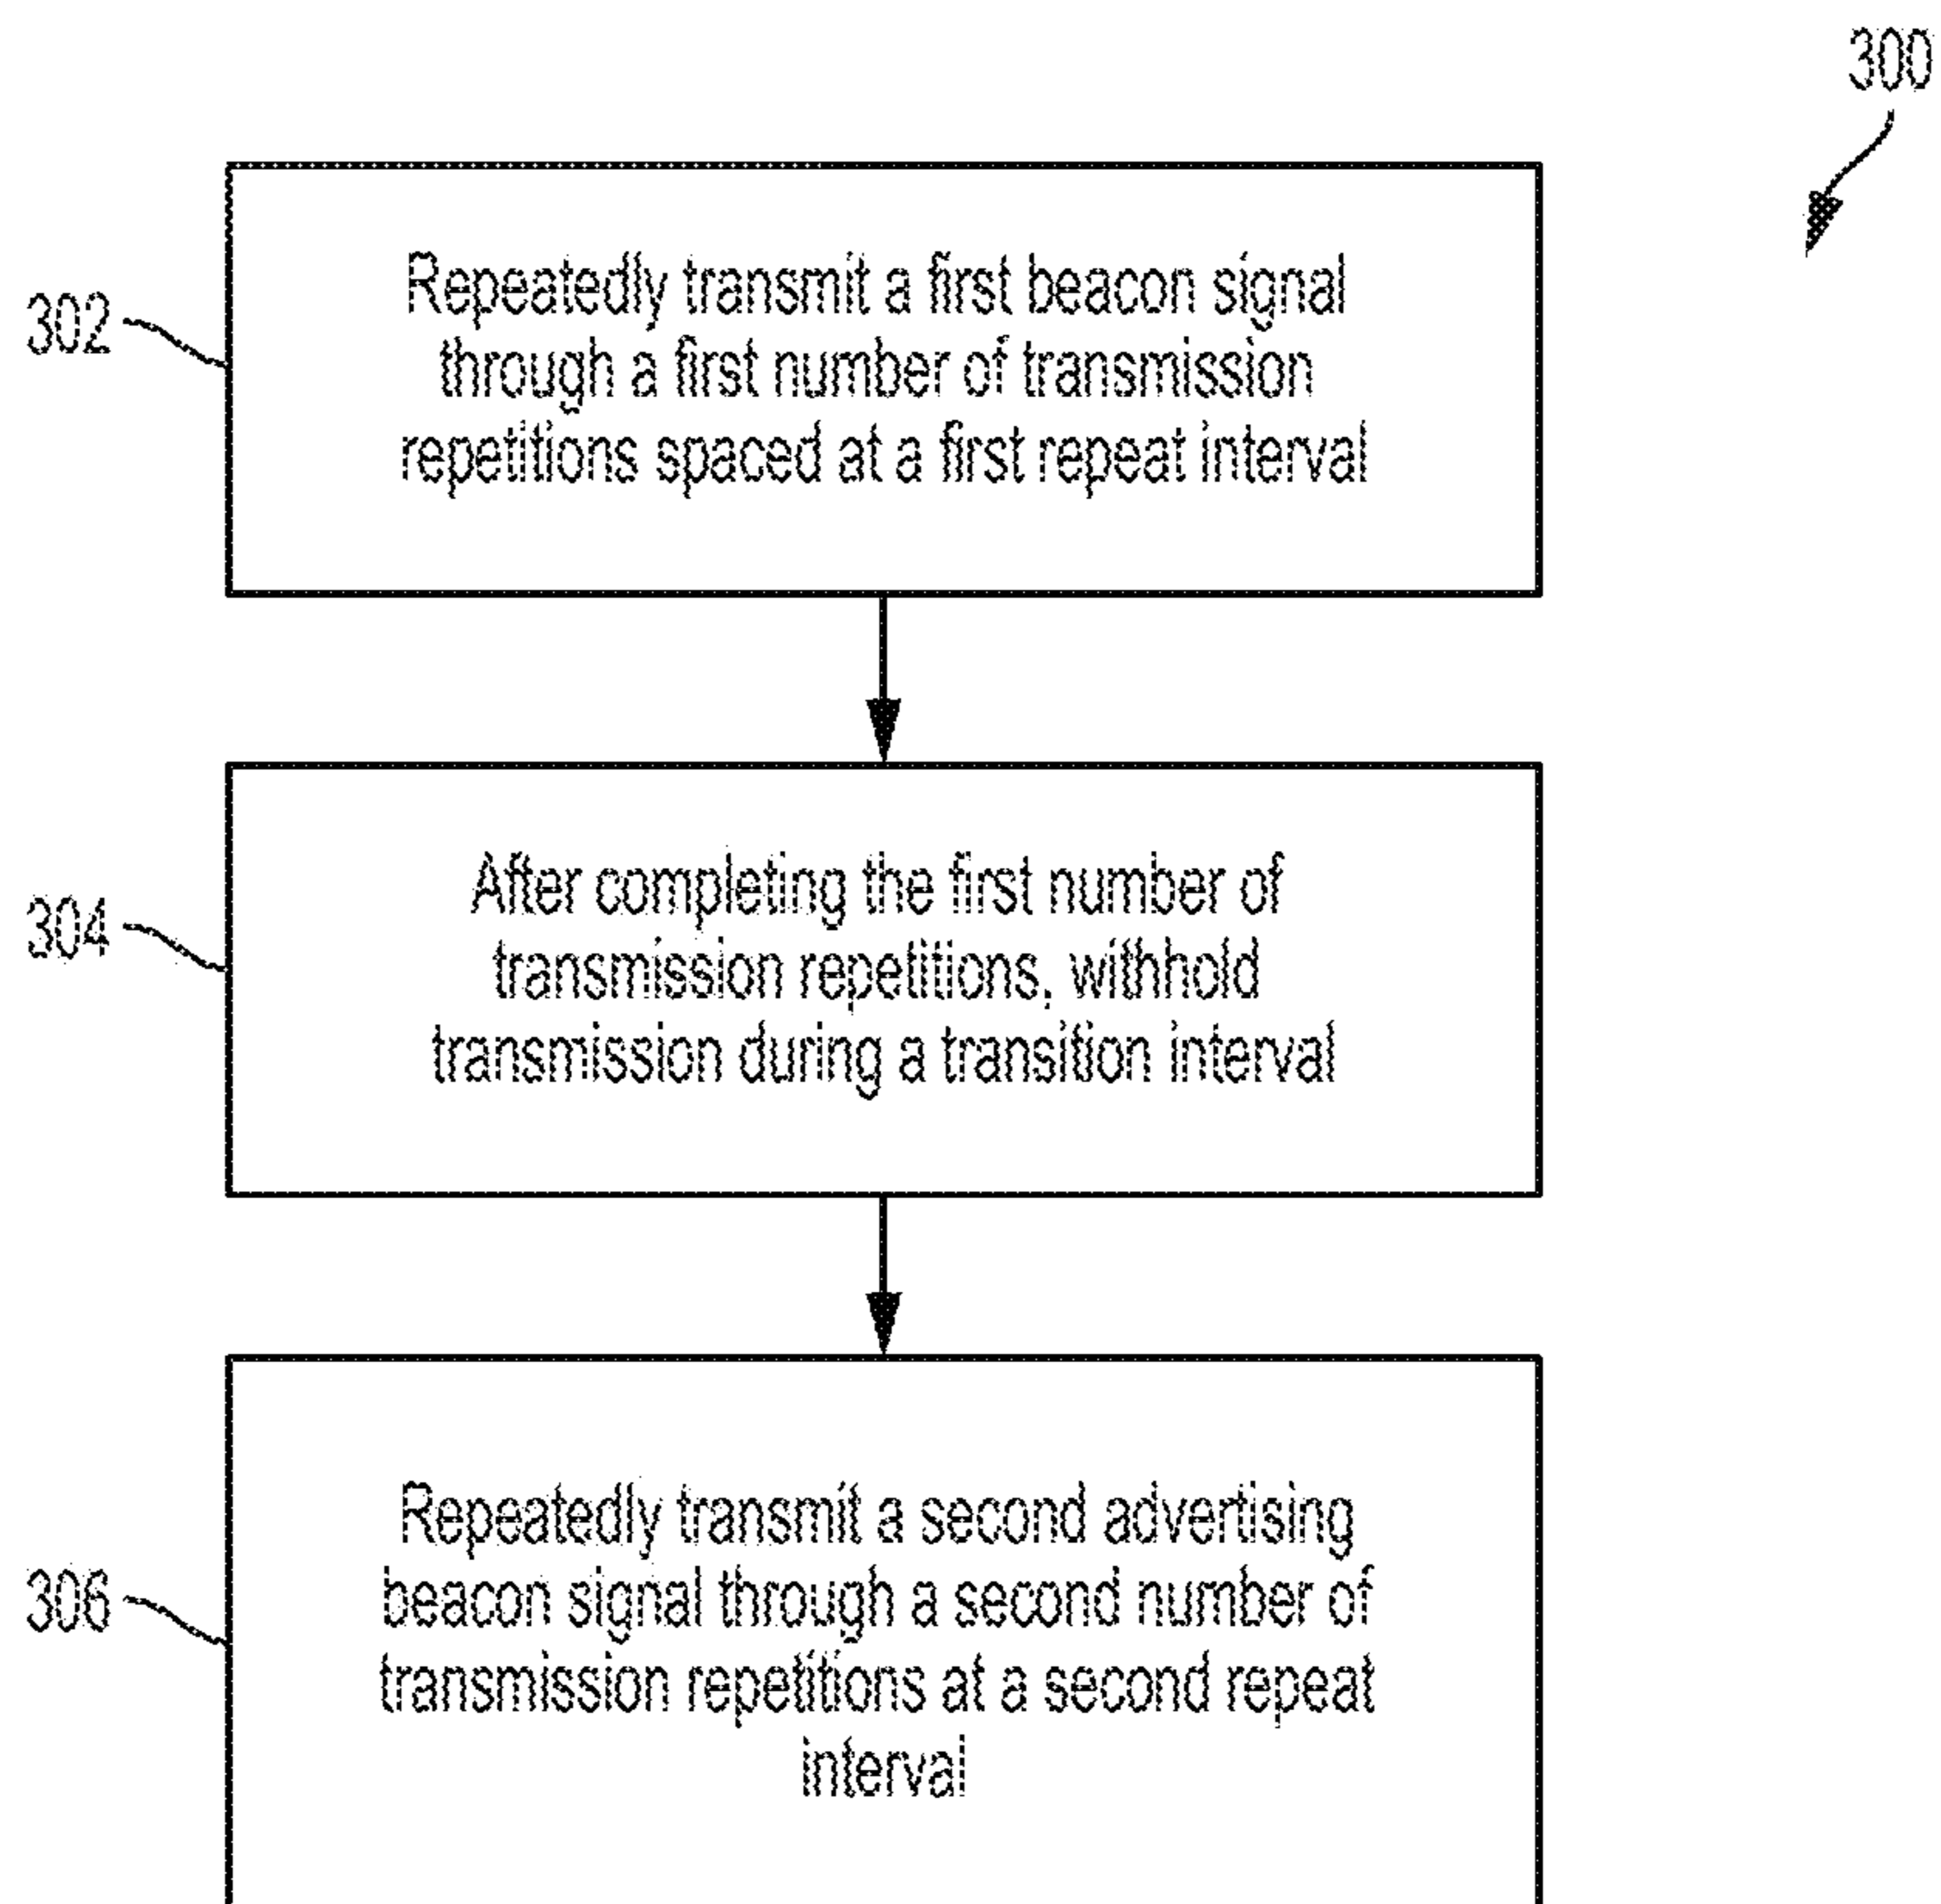 300
302
Repeatedly transmit a first beacon signal
through a first number of transmission
repetitions spaced at a first repeat interval
304
After completing the first number of
transmission repetitions, withhold
transmission during a transition interval
306
Repeatedly transmit a second advertising
beacon signal through a second number of
transmission repetitions at a second repeat
interval